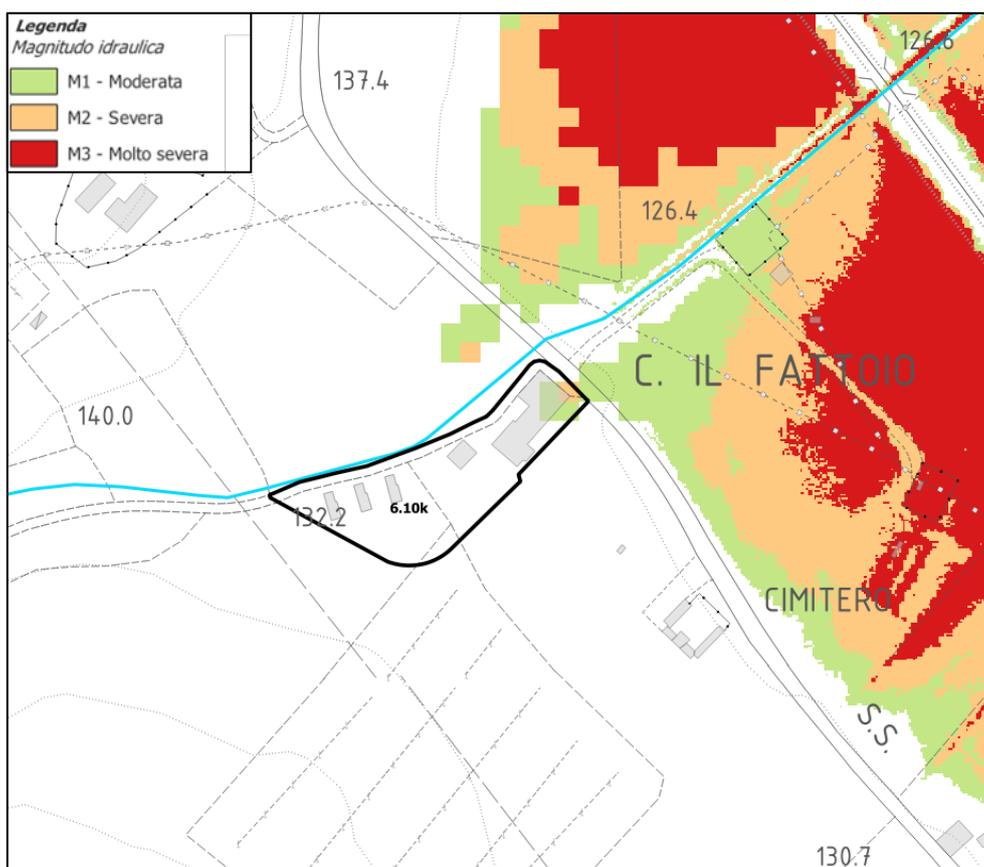 Legenda
Magnitudo idraulica
M1 - Moderata
M2 - Severa
M3 - Molto severa
137.4
126.6
126.4
C. IL FATTOIO
140.0
132.2
6.10k
CIMITERO
S.S.
130.7